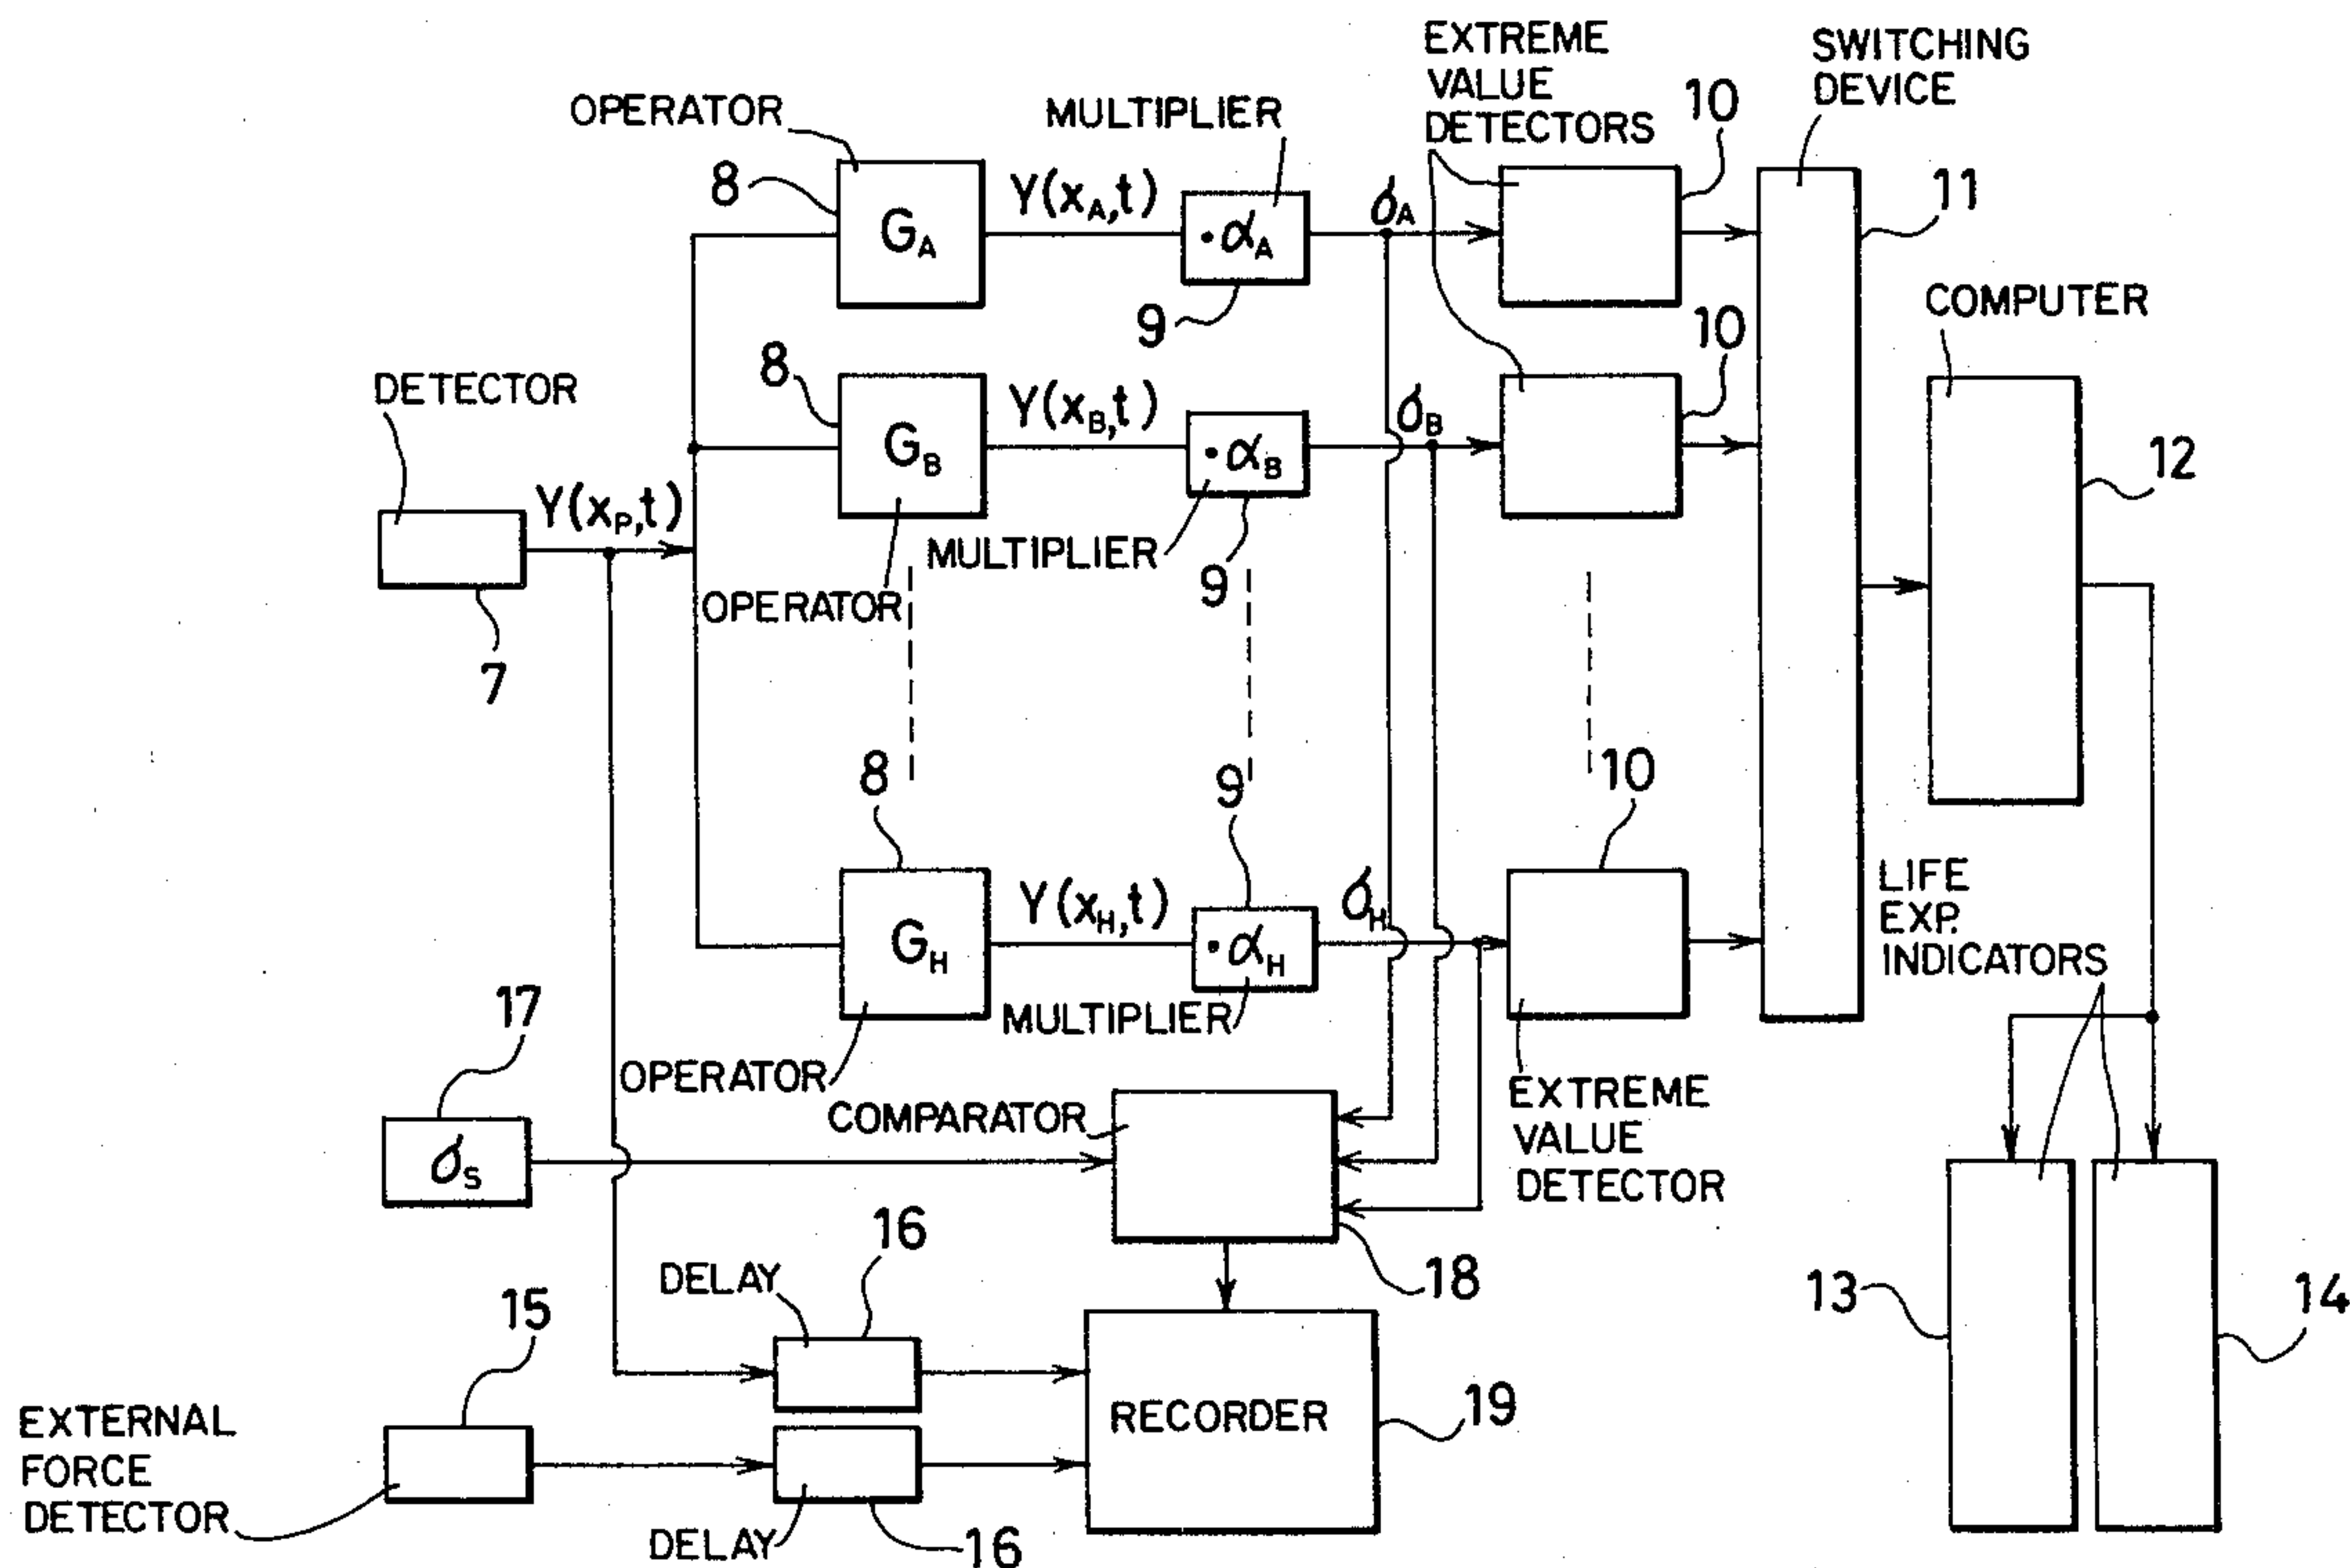 EXTREME
VALUE
DETECTORS
SWITCHING
DEVICE
OPERATOR
MULTIPLIER
10
8
Y(xA,t)
σA
11
GA
·αA
9
COMPUTER
10
8
DETECTOR
Y(xB,t)
σB
GB
·αB
12
Y(xP,t)
MULTIPLIER
9
OPERATOR
7
8
9
10
LIFE
EXP.
INDICATORS
Y(xH,t)
σH
GH
·αH
17
MULTIPLIER
OPERATOR
COMPARATOR
EXTREME
VALUE
DETECTOR
σS
16
DELAY
18
15
13
14
EXTERNAL
FORCE
DETECTOR
RECORDER
19
DELAY
16